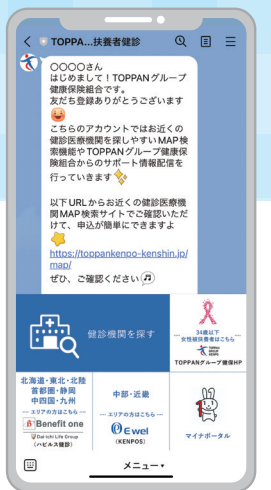 TOPPA...扶養者健診
○○○○さん
はじめまして！TOPPANグループ
健康保険組合です。
友だち登録ありがとうございます
こちらのアカウントではお近く
の健診医療機関を探しやすいMAP検
索機能やTOPPANグループ健康保
険組合からのサポート情報配信を
行っていきます
以下URLからお近くの健診医療機
関MAP検索サイトでご確認いただ
けて、申込が簡単にできますよ
https://toppankenpo-kenshin.jp/
map/
ぜひ、ご確認ください
健診機関を探す
34歳以下
女性被扶養者はこちら
TOPPANグループ健保HP
北海道・東北・北陸
首都圏・静岡
中四国・九州
エリアの方はこちら
Benefit one
Dai-ichi Life Group
（ハピルス健診）
中部・近畿
エリアの方はこちら
Ewel
（KENPOS）
マイナポータル
メニュー▾